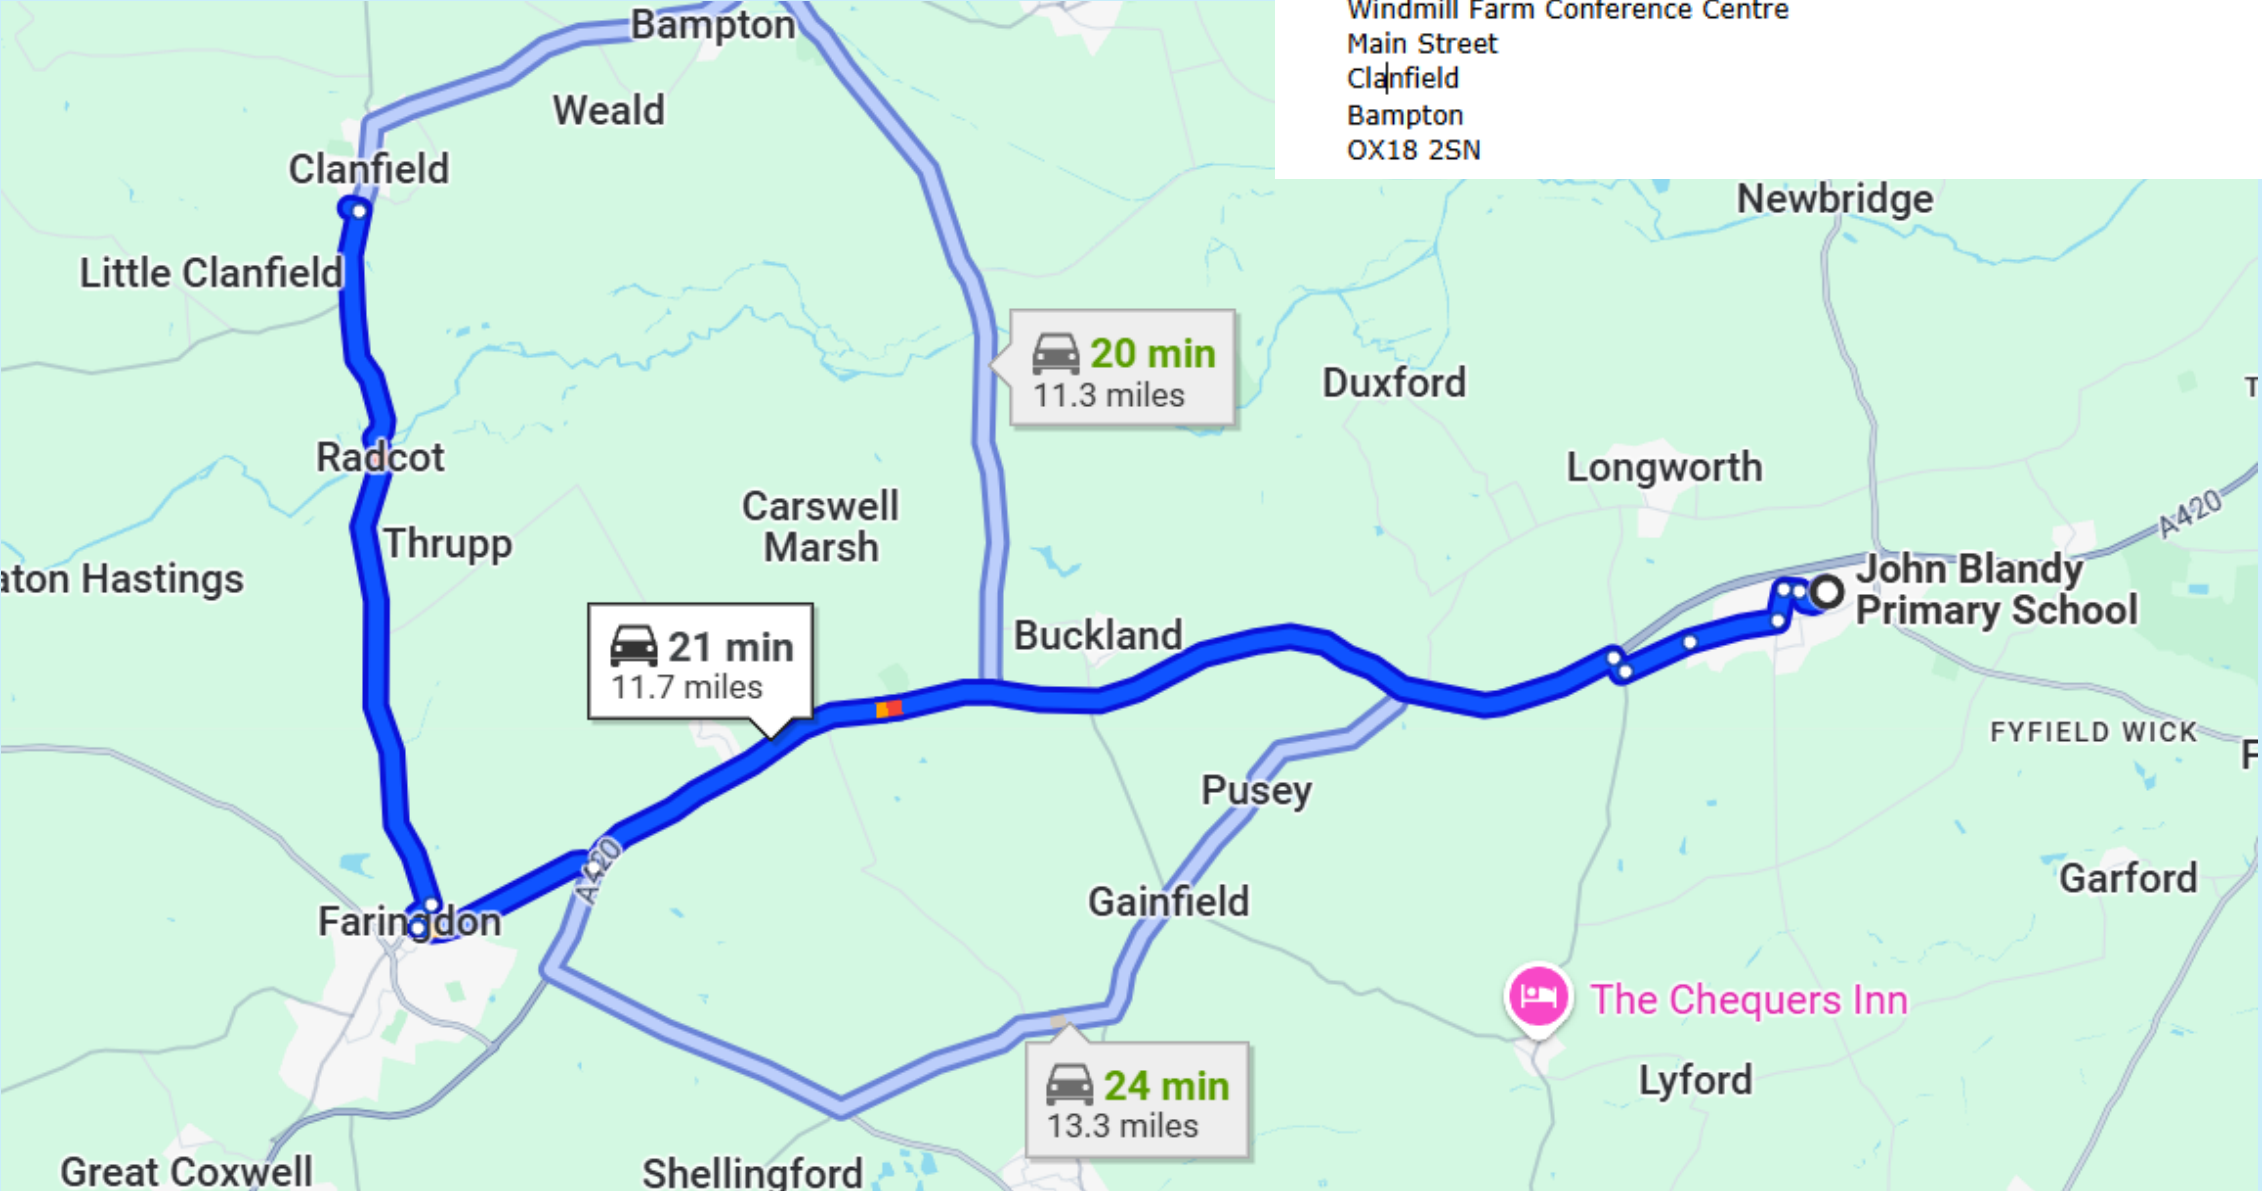 Windmill Farm Conference Centre
Main Street
Clanfield
Bampton
OX18 2SN
Bampton
Weald
Clanfield
Newbridge
Little Clanfield
20 min
11.3 miles
Duxford
Radcot
Longworth
Carswell
Marsh
A420
Thrupp
aton Hastings
John Blandy
Primary School
Buckland
21 min
11.7 miles
FYFIELD WICK
Pusey
A420
Garford
Gainfield
Faringdon
The Chequers Inn
24 min
13.3 miles
Lyford
Great Coxwell
Shellingford